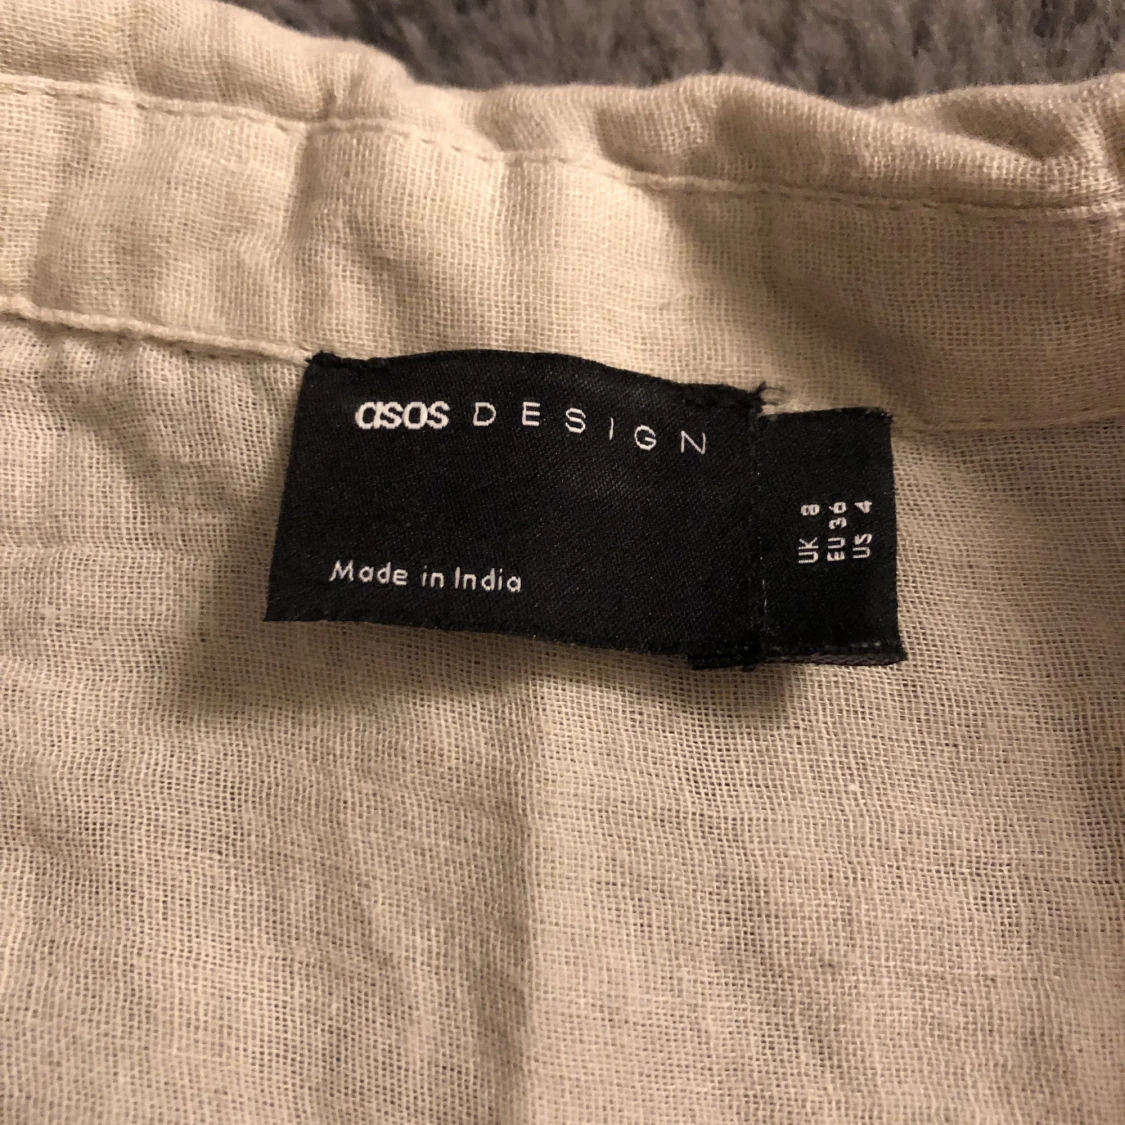 asos DESIGN
Made in India
UK 8
EU 36
US 4